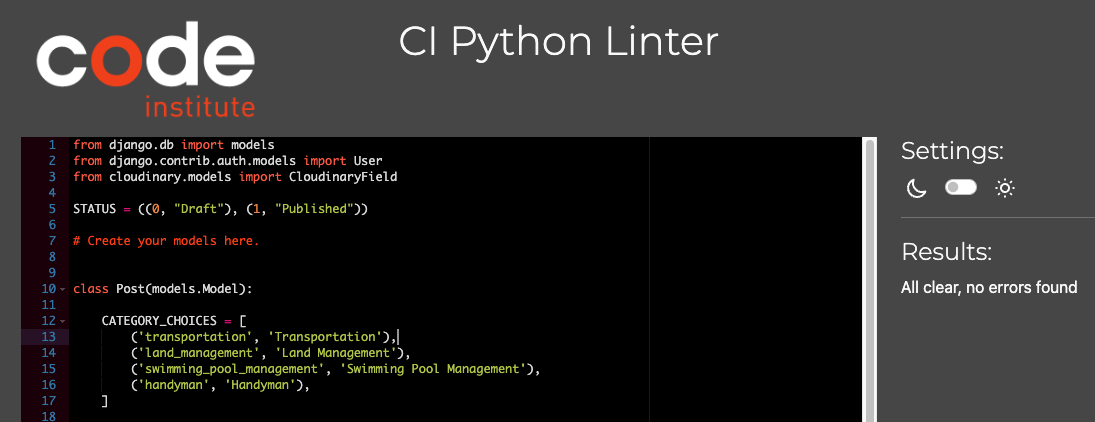 code
institute
CI Python Linter
1 from django.db import models
2 from django.contrib.auth.models import User
3 from cloudinary.models import CloudinaryField
4
5 STATUS = ((0, "Draft"), (1, "Published"))
6
7 # Create your models here.
8
9
10 class Post(models.Model):
11
12     CATEGORY_CHOICES = [
13         ('transportation', 'Transportation'),
14         ('land_management', 'Land Management'),
15         ('swimming_pool_management', 'Swimming Pool Management'),
16         ('handyman', 'Handyman'),
17     ]
18
Settings:
Results:
All clear, no errors found